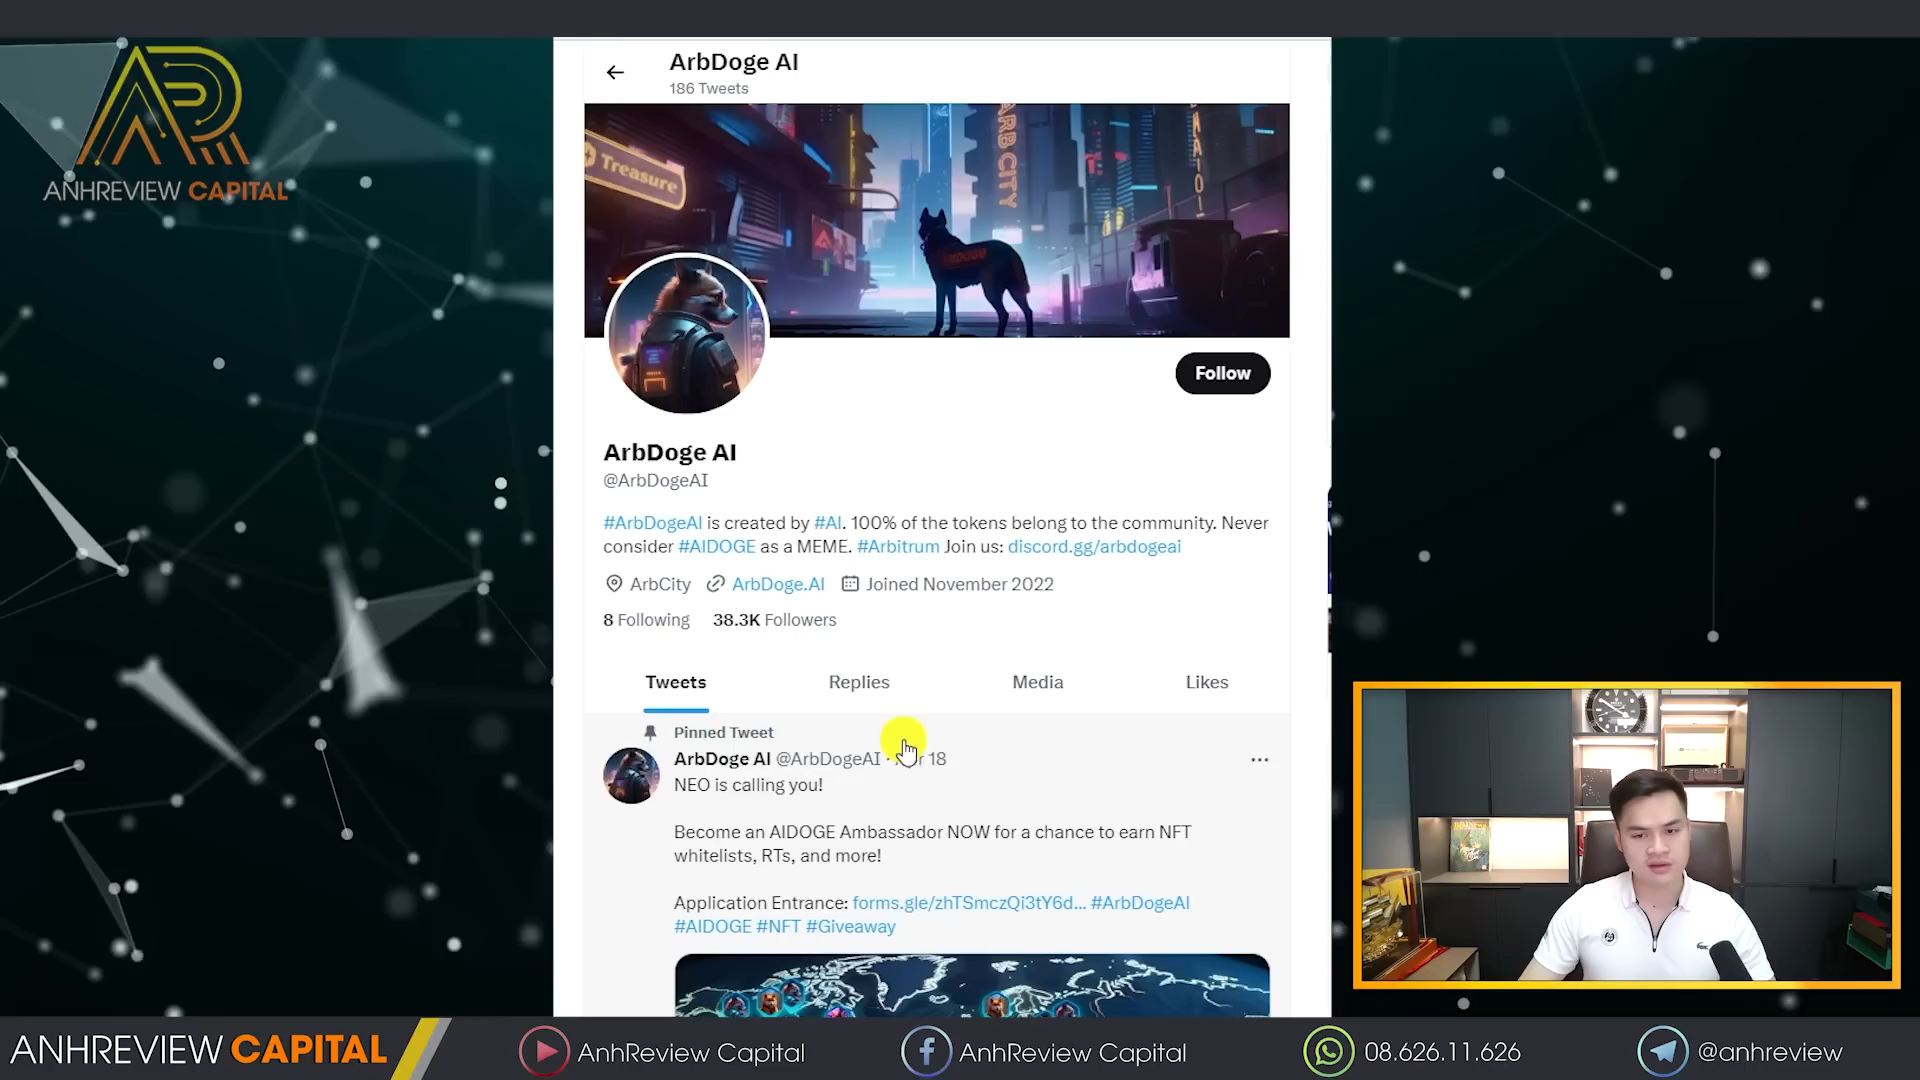 ANHREVIEW CAPITAL
ArbDoge AI
186 Tweets
Treasure
ARB CITY
Follow
ArbDoge AI
@ArbDogeAI
#ArbDogeAI is created by #AI. 100% of the tokens belong to the community. Never
consider #AIDOGE as a MEME. #Arbitrum Join us: discord.gg/arbdogeai
ArbCity ArbDoge.AI Joined November 2022
8 Following 38.3K Followers
Tweets Replies Media Likes
Pinned Tweet
ArbDoge AI @ArbDogeAI · 18
NEO is calling you!
Become an AIDOGE Ambassador NOW for a chance to earn NFT
whitelists, RTs, and more!
Application Entrance: forms.gle/zhTSmczQi3tY6d... #ArbDogeAI
#AIDOGE #NFT #Giveaway
ANHREVIEW CAPITAL AnhReview Capital AnhReview Capital 08.626.11.626 @anhreview